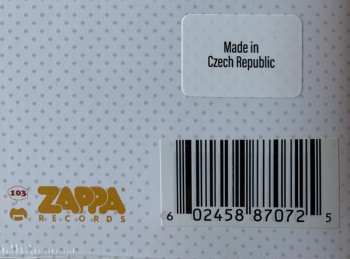 Made in
Czech Republic
103
ZAPPA
RECORDS
6 02458 87072 5